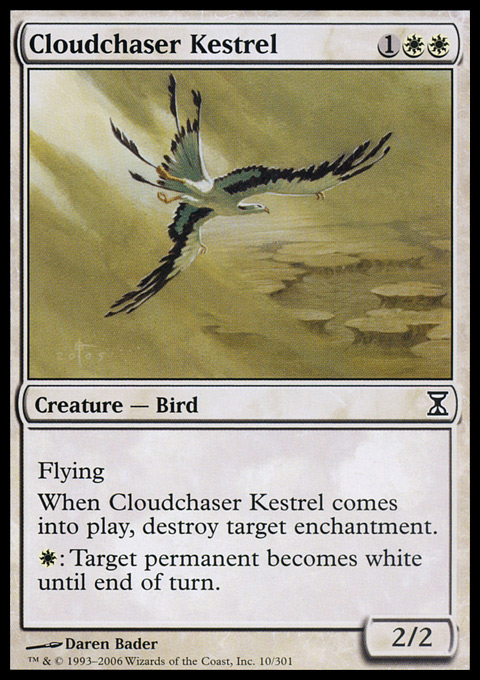 Cloudchaser Kestrel 1
2005
Creature — Bird
Flying
When Cloudchaser Kestrel comes
into play, destroy target enchantment.
: Target permanent becomes white
until end of turn.
Daren Bader
2/2
™ & © 1993–2006 Wizards of the Coast, Inc. 10/301